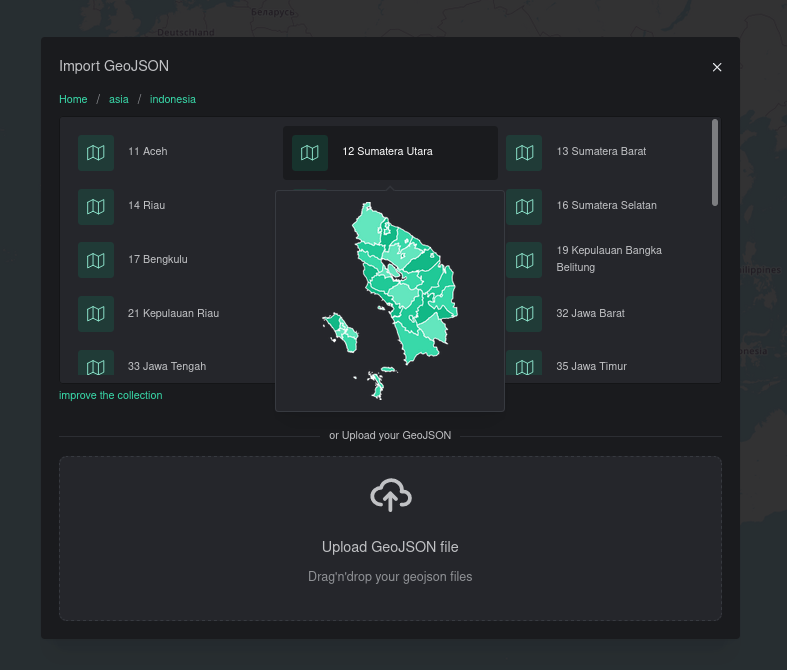 Беларусь
Deutschland
Import GeoJSON
Home / asia / indonesia
11 Aceh
12 Sumatera Utara
13 Sumatera Barat
14 Riau
16 Sumatera Selatan
17 Bengkulu
19 Kepulauan Bangka
Belitung
21 Kepulauan Riau
32 Jawa Barat
33 Jawa Tengah
35 Jawa Timur
improve the collection
or Upload your GeoJSON
Upload GeoJSON file
Drag'n'drop your geojson files